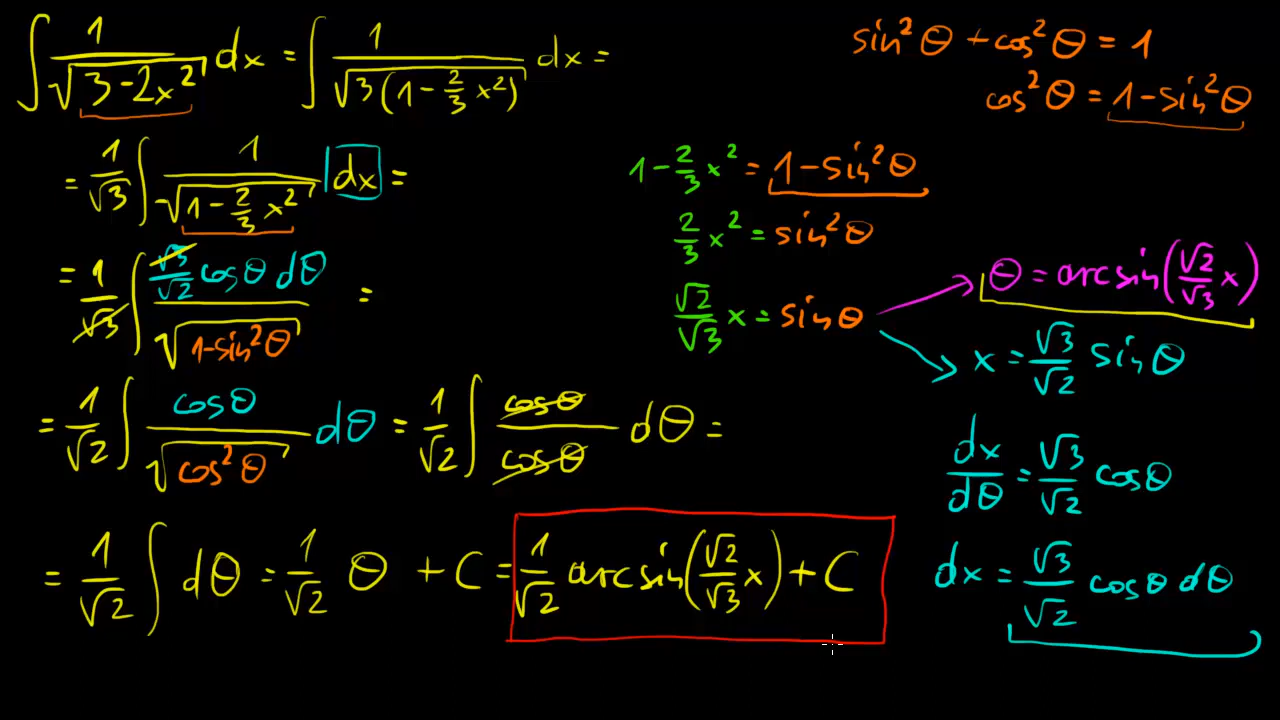 ∫ 1/√(3-2x²) dx = ∫ 1/√(3(1-2/3 x²)) dx =
= 1/√3 ∫ 1/√(1-2/3 x²) dx =
= 1/√3 ∫ √3/√2 cosθ dθ / √(1-sin²θ) =
= 1/√2 ∫ cosθ/√(cos²θ) dθ = 1/√2 ∫ cosθ/cosθ dθ =
= 1/√2 ∫ dθ = 1/√2 θ + C = 1/√2 arcsin(√2/√3 x) + C
sin²θ + cos²θ = 1
cos²θ = 1-sin²θ
1-2/3 x² = 1-sin²θ
2/3 x² = sin²θ
√2/√3 x = sinθ
θ = arcsin(√2/√3 x)
x = √3/√2 sinθ
dx/dθ = √3/√2 cosθ
dx = √3/√2 cosθ dθ